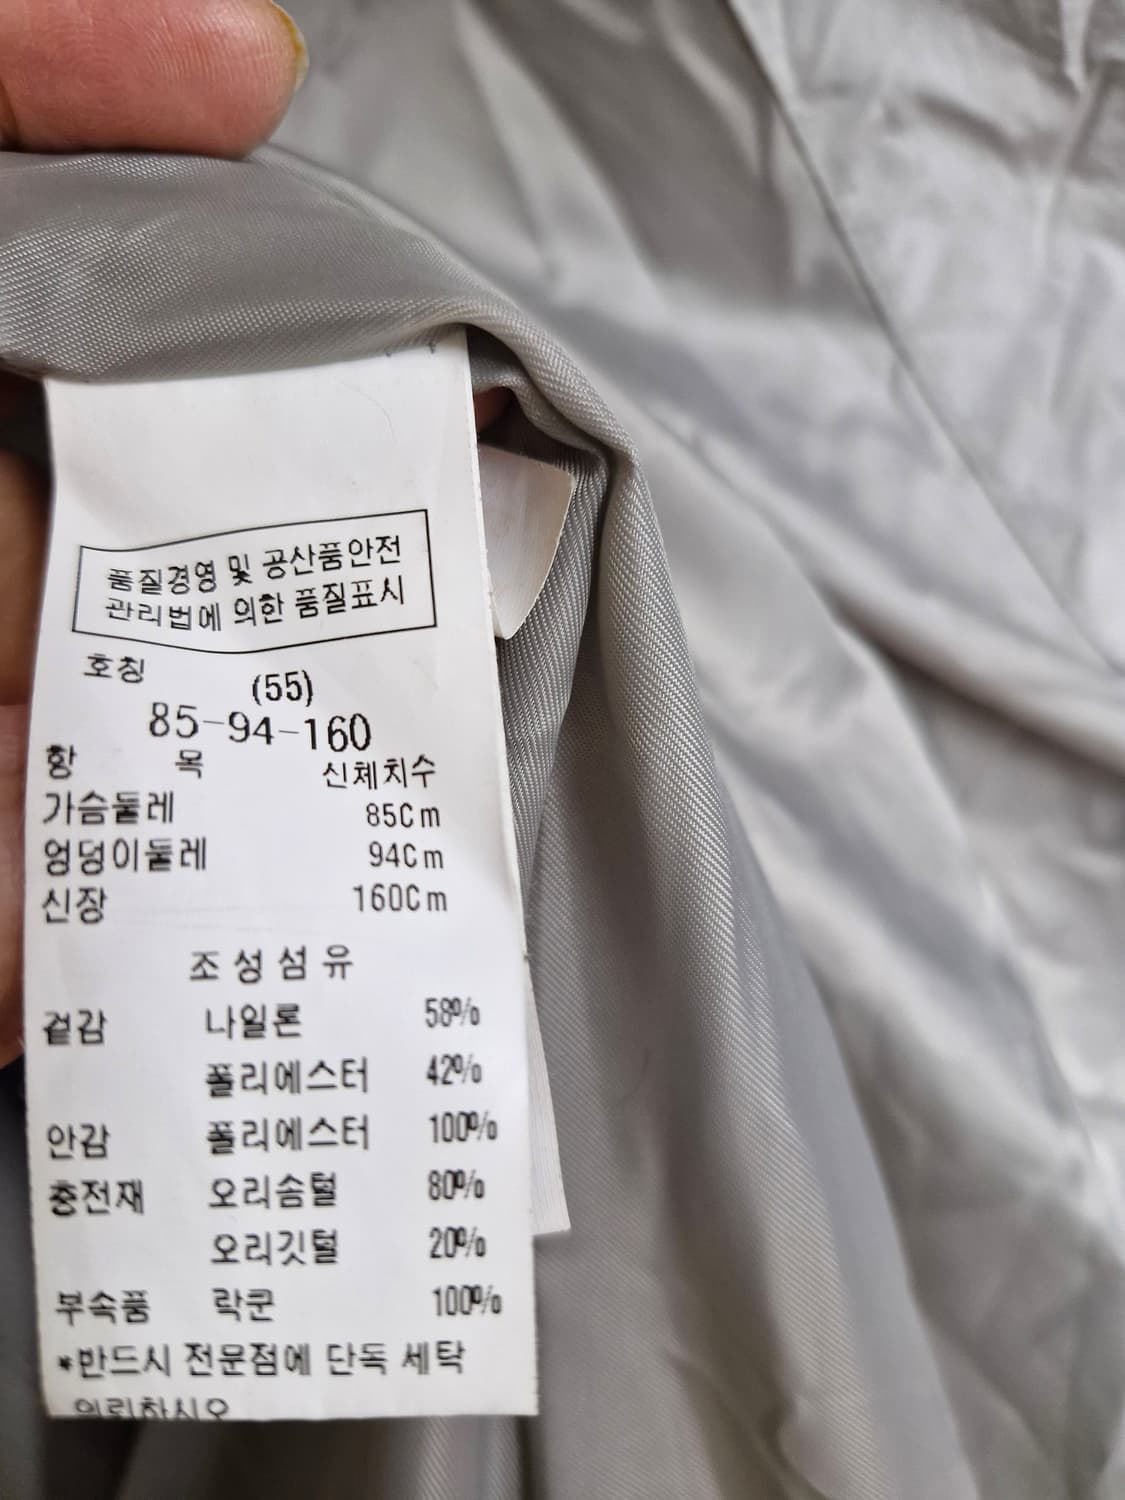 품질경영 및 공산품안전
관리법에 의한 품질표시
호칭
(55)
85-94-160
항 목 신체치수
가슴둘레 85Cm
엉덩이둘레 94Cm
신장 160Cm
조성섬유
겉감 나일론 58%
폴리에스터 42%
안감 폴리에스터 100%
충전재 오리솜털 80%
오리깃털 20%
부속품 락쿤 100%
*반드시 전문점에 단독 세탁
의뢰하시오